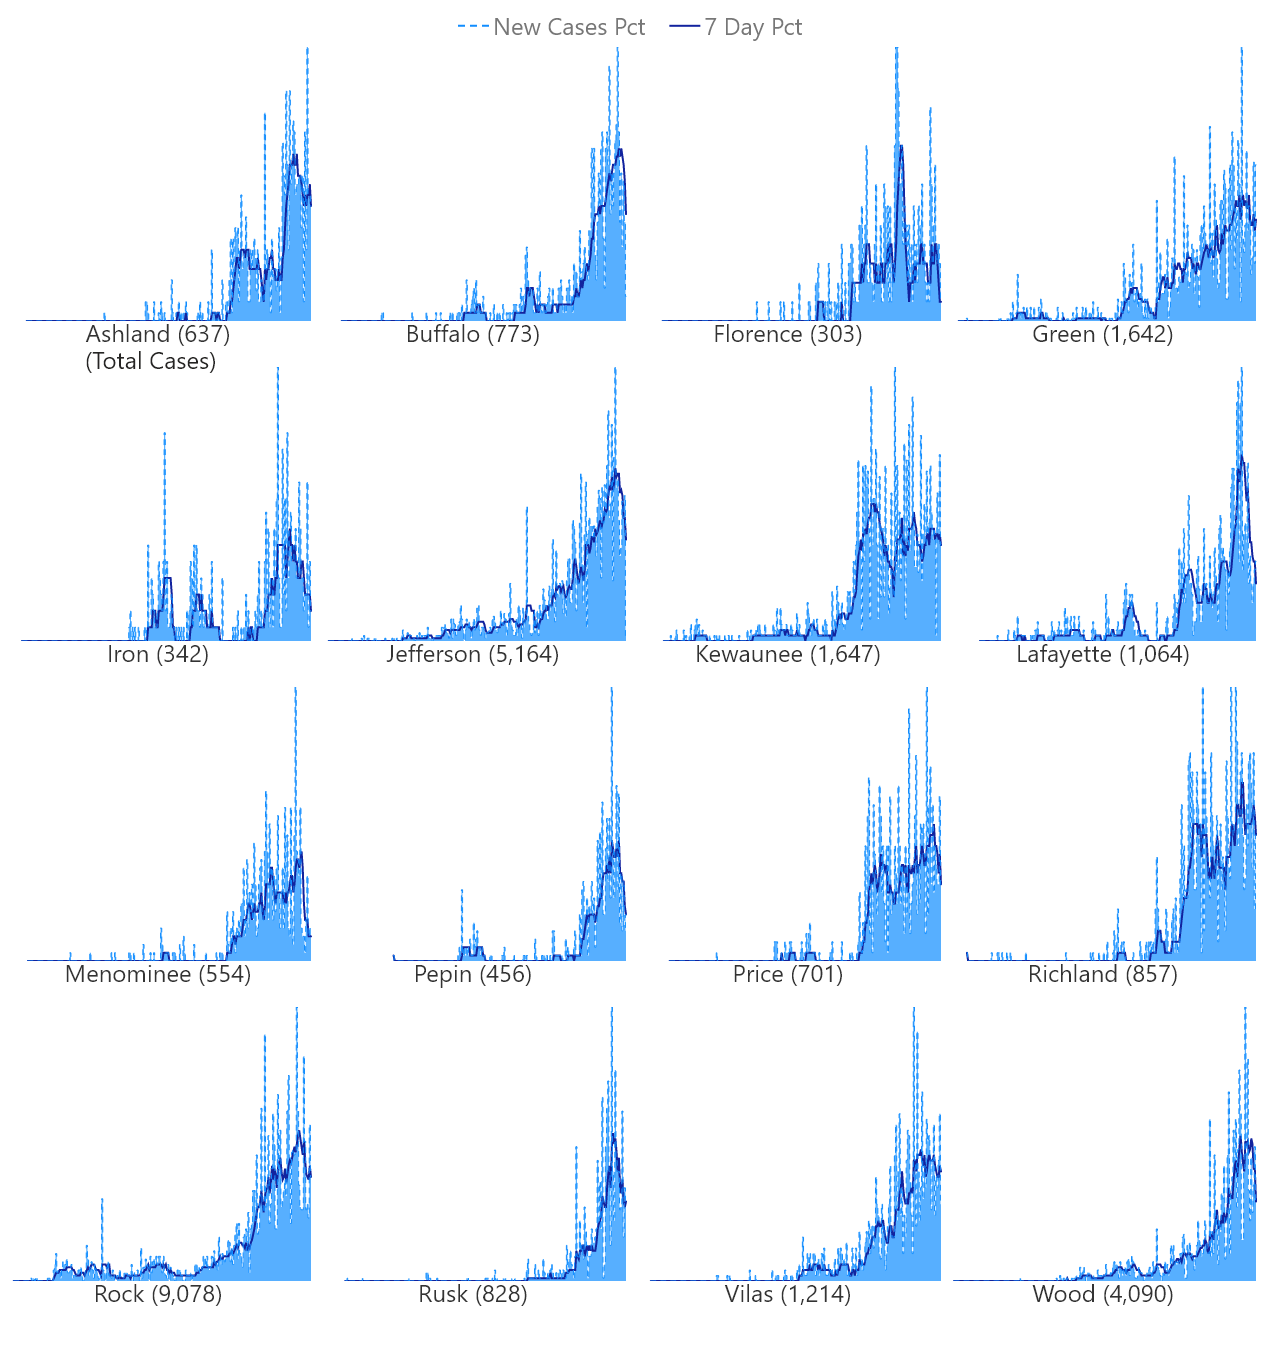 New Cases Pct 7 Day Pct
Ashland (637)
(Total Cases)
Buffalo (773)
Florence (303)
Green (1,642)
Iron (342)
Jefferson (5,164)
Kewaunee (1,647)
Lafayette (1,064)
Menominee (554)
Pepin (456)
Price (701)
Richland (857)
Rock (9,078)
Rusk (828)
Vilas (1,214)
Wood (4,090)